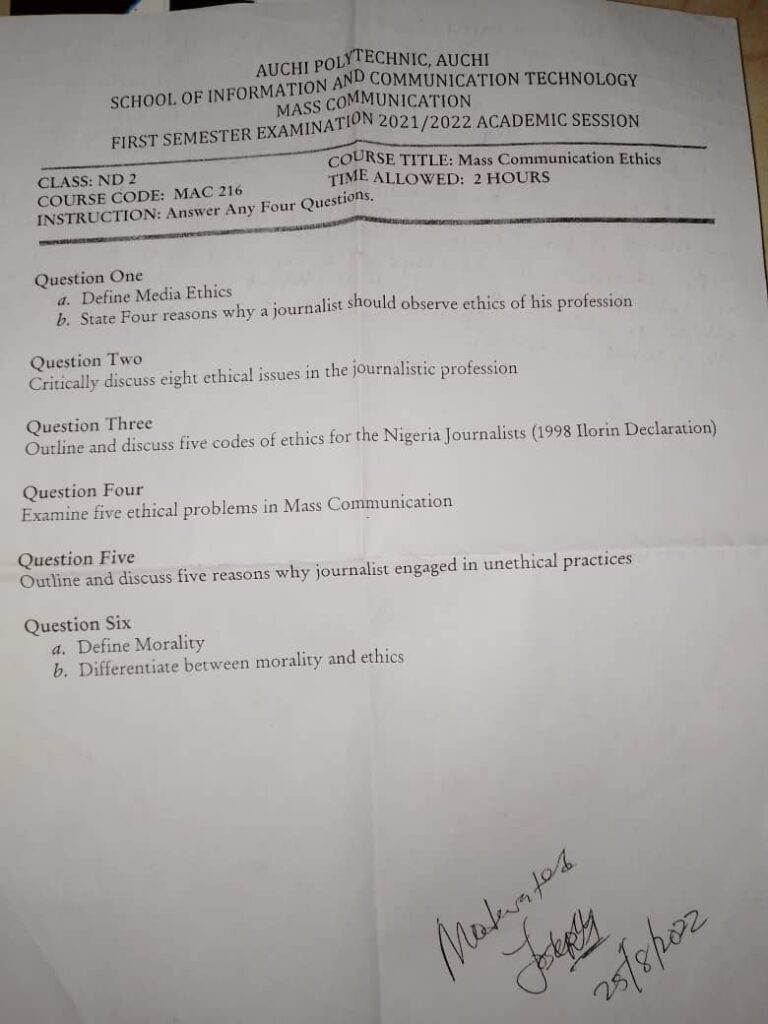 AUCHI POLYTECHNIC, AUCHI
SCHOOL OF INFORMATION AND COMMUNICATION TECHNOLOGY
MASS COMMUNICATION
FIRST SEMESTER EXAMINATION 2021/2022 ACADEMIC SESSION
CLASS: ND 2
COURSE TITLE: Mass Communication Ethics
COURSE CODE: MAC 216
TIME ALLOWED: 2 HOURS
INSTRUCTION: Answer Any Four Questions.
Question One
a. Define Media Ethics
b. State Four reasons why a journalist should observe ethics of his profession
Question Two
Critically discuss eight ethical issues in the journalistic profession
Question Three
Outline and discuss five codes of ethics for the Nigeria Journalists (1998 Ilorin Declaration)
Question Four
Examine five ethical problems in Mass Communication
Question Five
Outline and discuss five reasons why journalist engaged in unethical practices
Question Six
a. Define Morality
b. Differentiate between morality and ethics
25/8/2022